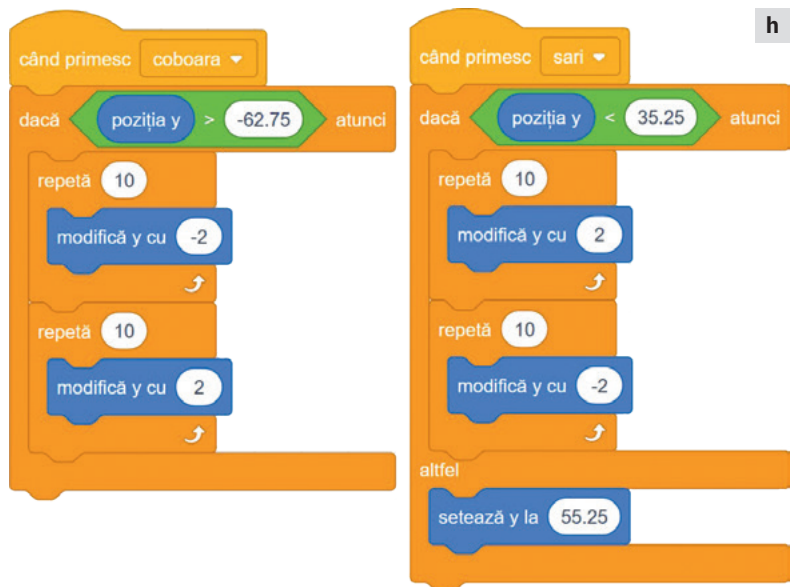 când primesc coboara
dacă poziția y > -62.75 atunci
repetă 10
modifică y cu -2
repetă 10
modifică y cu 2
h
când primesc sari
dacă poziția y < 35.25 atunci
repetă 10
modifică y cu 2
repetă 10
modifică y cu -2
altfel
setează y la 55.25